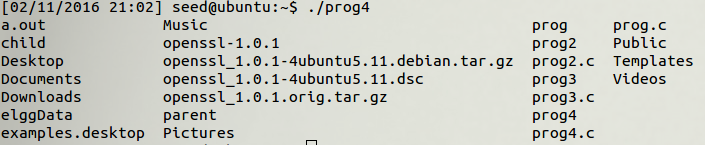 [02/11/2016 21:02] seed@ubuntu:~$ ./prog4
a.out Music prog prog.c
child openssl-1.0.1 prog2 Public
Desktop openssl_1.0.1-4ubuntu5.11.debian.tar.gz prog2.c Templates
Documents openssl_1.0.1-4ubuntu5.11.dsc prog3 Videos
Downloads openssl_1.0.1.orig.tar.gz prog3.c
elggData parent prog4
examples.desktop Pictures prog4.c